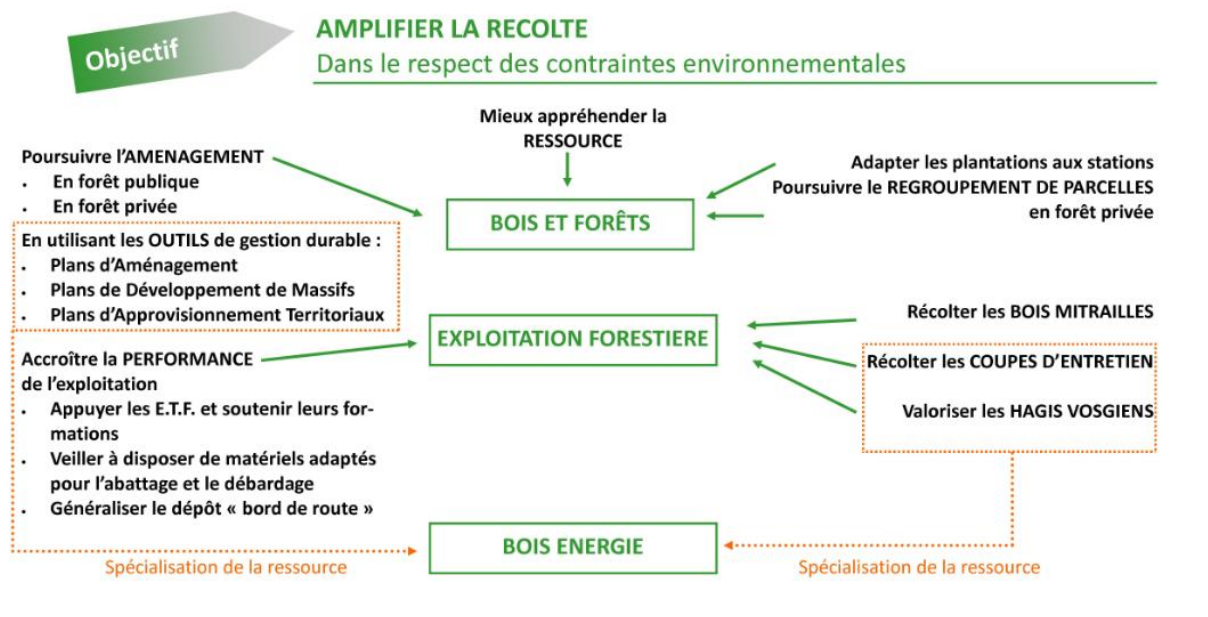 Objectif
AMPLIFIER LA RECOLTE
Dans le respect des contraintes environnementales
Mieux appréhender la
RESSOURCE
Poursuivre l'AMENAGEMENT
. En forêt publique
. En forêt privée
Adapter les plantations aux stations
Poursuivre le REGROUPEMENT DE PARCELLES
en forêt privée
BOIS ET FORÊTS
En utilisant les OUTILS de gestion durable :
. Plans d'Aménagement
. Plans de Développement de Massifs
. Plans d'Approvisionnement Territoriaux
Récolter les BOIS MITRAILLES
EXPLOITATION FORESTIERE
Accroître la PERFORMANCE
de l'exploitation
. Appuyer les E.T.F. et soutenir leurs for-
mations
. Veiller à disposer de matériels adaptés
pour l'abattage et le débardage
. Généraliser le dépôt « bord de route »
Récolter les COUPES D'ENTRETIEN
Valoriser les HAGIS VOSGIENS
BOIS ENERGIE
Spécialisation de la ressource
Spécialisation de la ressource